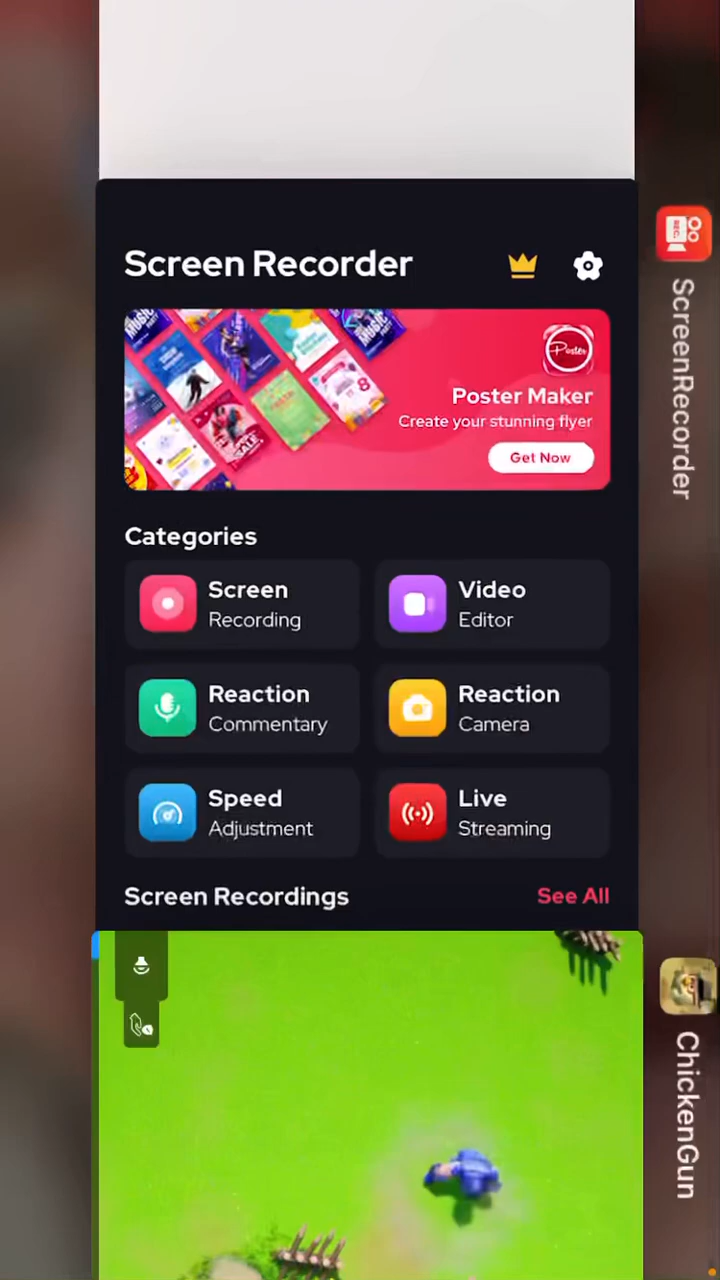 Screen Recorder
Poster
Poster Maker
Create your stunning flyer
Get Now
Categories
Screen
Recording
Video
Editor
Reaction
Commentary
Reaction
Camera
Speed
Adjustment
Live
Streaming
Screen Recordings
See All
ScreenRecorder
ChickenGun